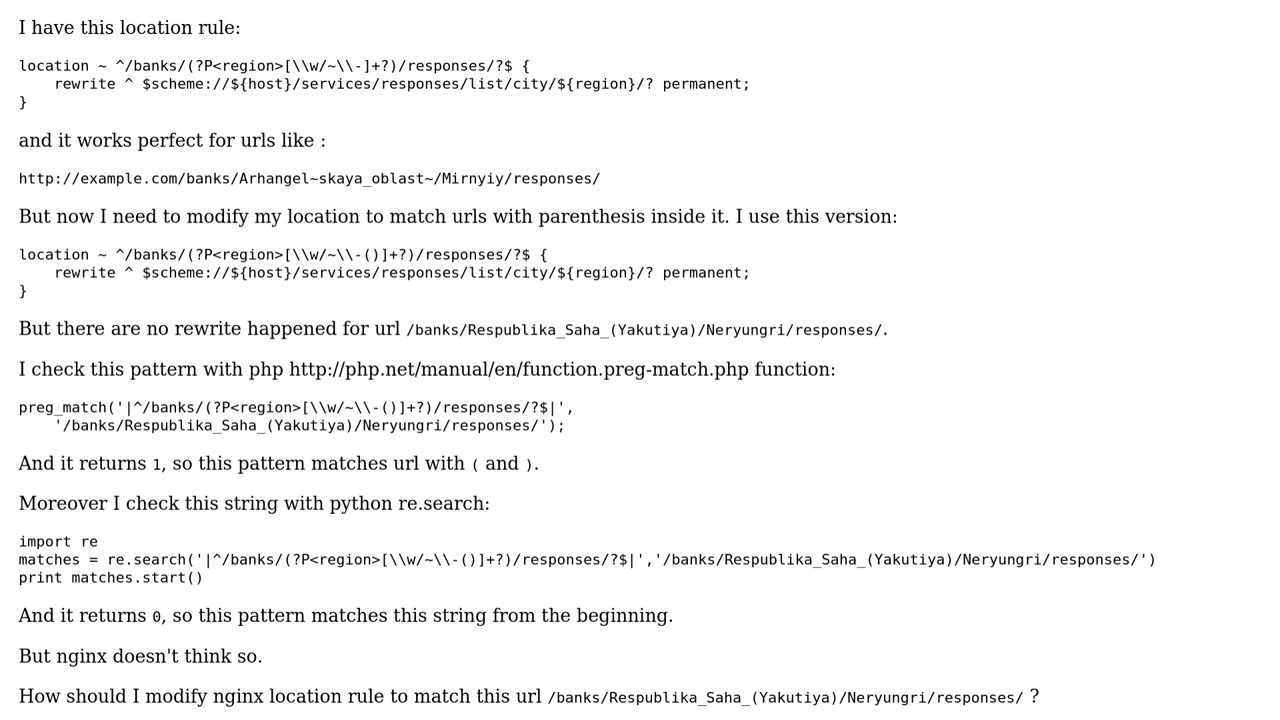 I have this location rule:
location ~ ^/banks/(?P<region>[\\w/~\\-]+?)/responses/?$ {
    rewrite ^ $scheme://${host}/services/responses/list/city/${region}/? permanent;
}
and it works perfect for urls like :
http://example.com/banks/Arhangel~skaya_oblast~/Mirnyiy/responses/
But now I need to modify my location to match urls with parenthesis inside it. I use this version:
location ~ ^/banks/(?P<region>[\\w/~\\-()]+?)/responses/?$ {
    rewrite ^ $scheme://${host}/services/responses/list/city/${region}/? permanent;
}
But there are no rewrite happened for url /banks/Respublika_Saha_(Yakutiya)/Neryungri/responses/.
I check this pattern with php http://php.net/manual/en/function.preg-match.php function:
preg_match('|^/banks/(?P<region>[\\w/~\\-()]+?)/responses/?$|',
    '/banks/Respublika_Saha_(Yakutiya)/Neryungri/responses/');
And it returns 1, so this pattern matches url with ( and ).
Moreover I check this string with python re.search:
import re
matches = re.search('|^/banks/(?P<region>[\\w/~\\-()]+?)/responses/?$|','/banks/Respublika_Saha_(Yakutiya)/Neryungri/responses/')
print matches.start()
And it returns 0, so this pattern matches this string from the beginning.
But nginx doesn't think so.
How should I modify nginx location rule to match this url /banks/Respublika_Saha_(Yakutiya)/Neryungri/responses/ ?